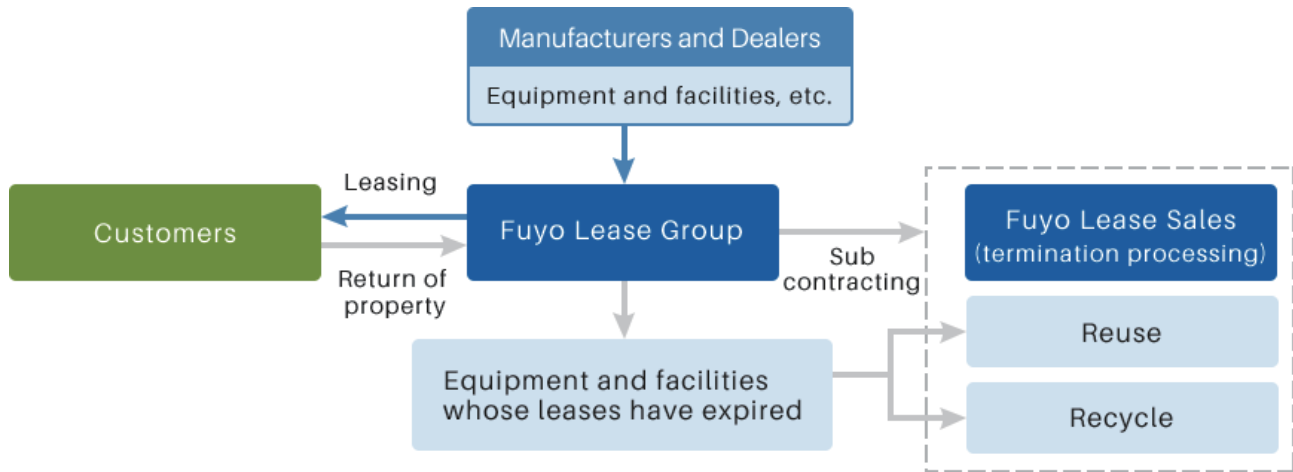 Manufacturers and Dealers
Equipment and facilities, etc.
Leasing
Customers
Return of
property
Fuyo Lease Group
Sub
contracting
Fuyo Lease Sales
(termination processing)
Equipment and facilities
whose leases have expired
Reuse
Recycle